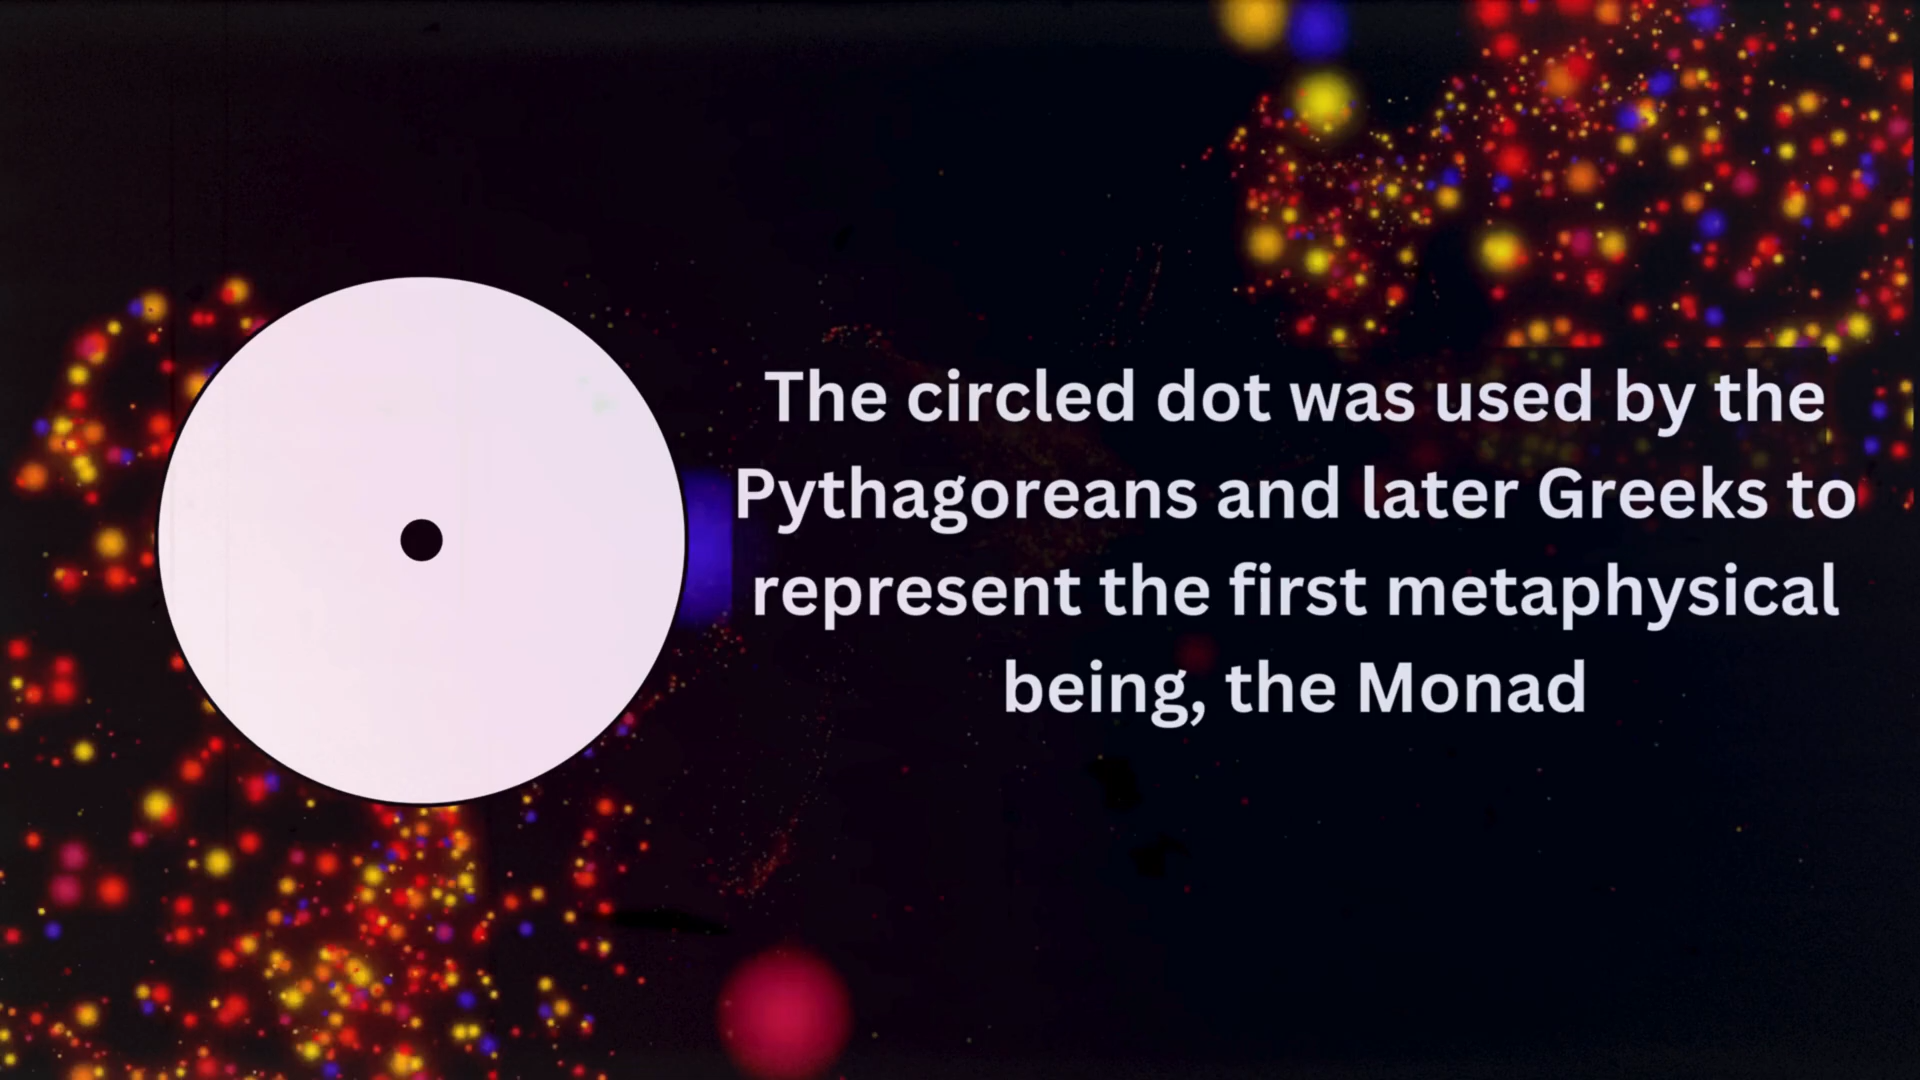 The circled dot was used by the
Pythagoreans and later Greeks to
represent the first metaphysical
being, the Monad